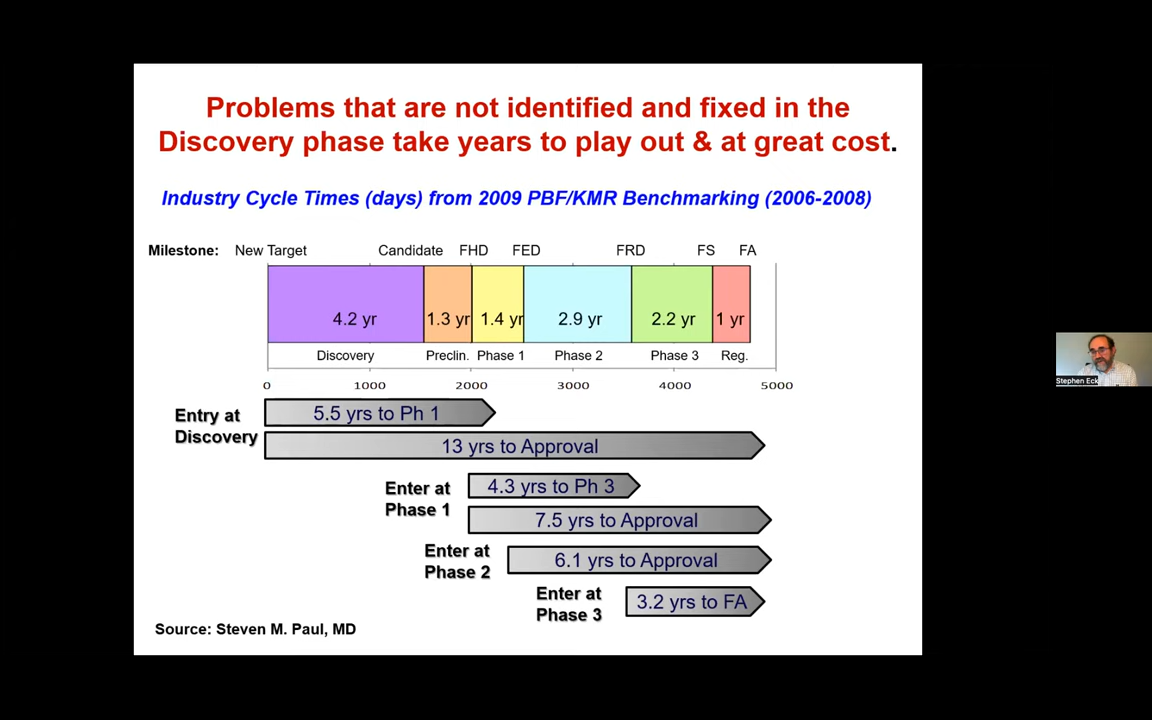 Problems that are not identified and fixed in the
Discovery phase take years to play out & at great cost.
Industry Cycle Times (days) from 2009 PBF/KMR Benchmarking (2006-2008)
Milestone: New Target Candidate FHD FED FRD FS FA
4.2 yr 1.3 yr 1.4 yr 2.9 yr 2.2 yr 1 yr
Discovery Preclin. Phase 1 Phase 2 Phase 3 Reg.
0 1000 2000 3000 4000 5000
Entry at
Discovery
5.5 yrs to Ph 1
13 yrs to Approval
Enter at
Phase 1
4.3 yrs to Ph 3
7.5 yrs to Approval
Enter at
Phase 2
6.1 yrs to Approval
Enter at
Phase 3
3.2 yrs to FA
Source: Steven M. Paul, MD
Stephen Eck